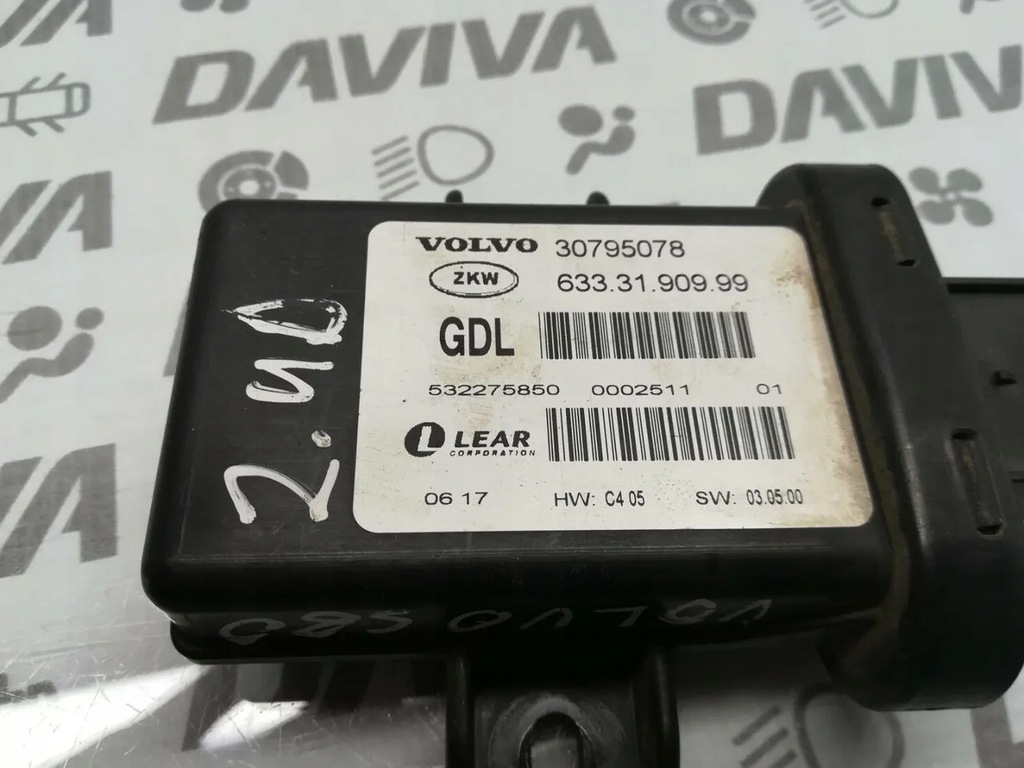 DAVIVA
DAVIVA
VOLVO 30795078
ZKW 633.31.909.99
GDL
532275850 0002511 01
LEAR
CORPORATION
06 17 HW: C4 05 SW: 03.05.00
2.4D
VOLVO S80